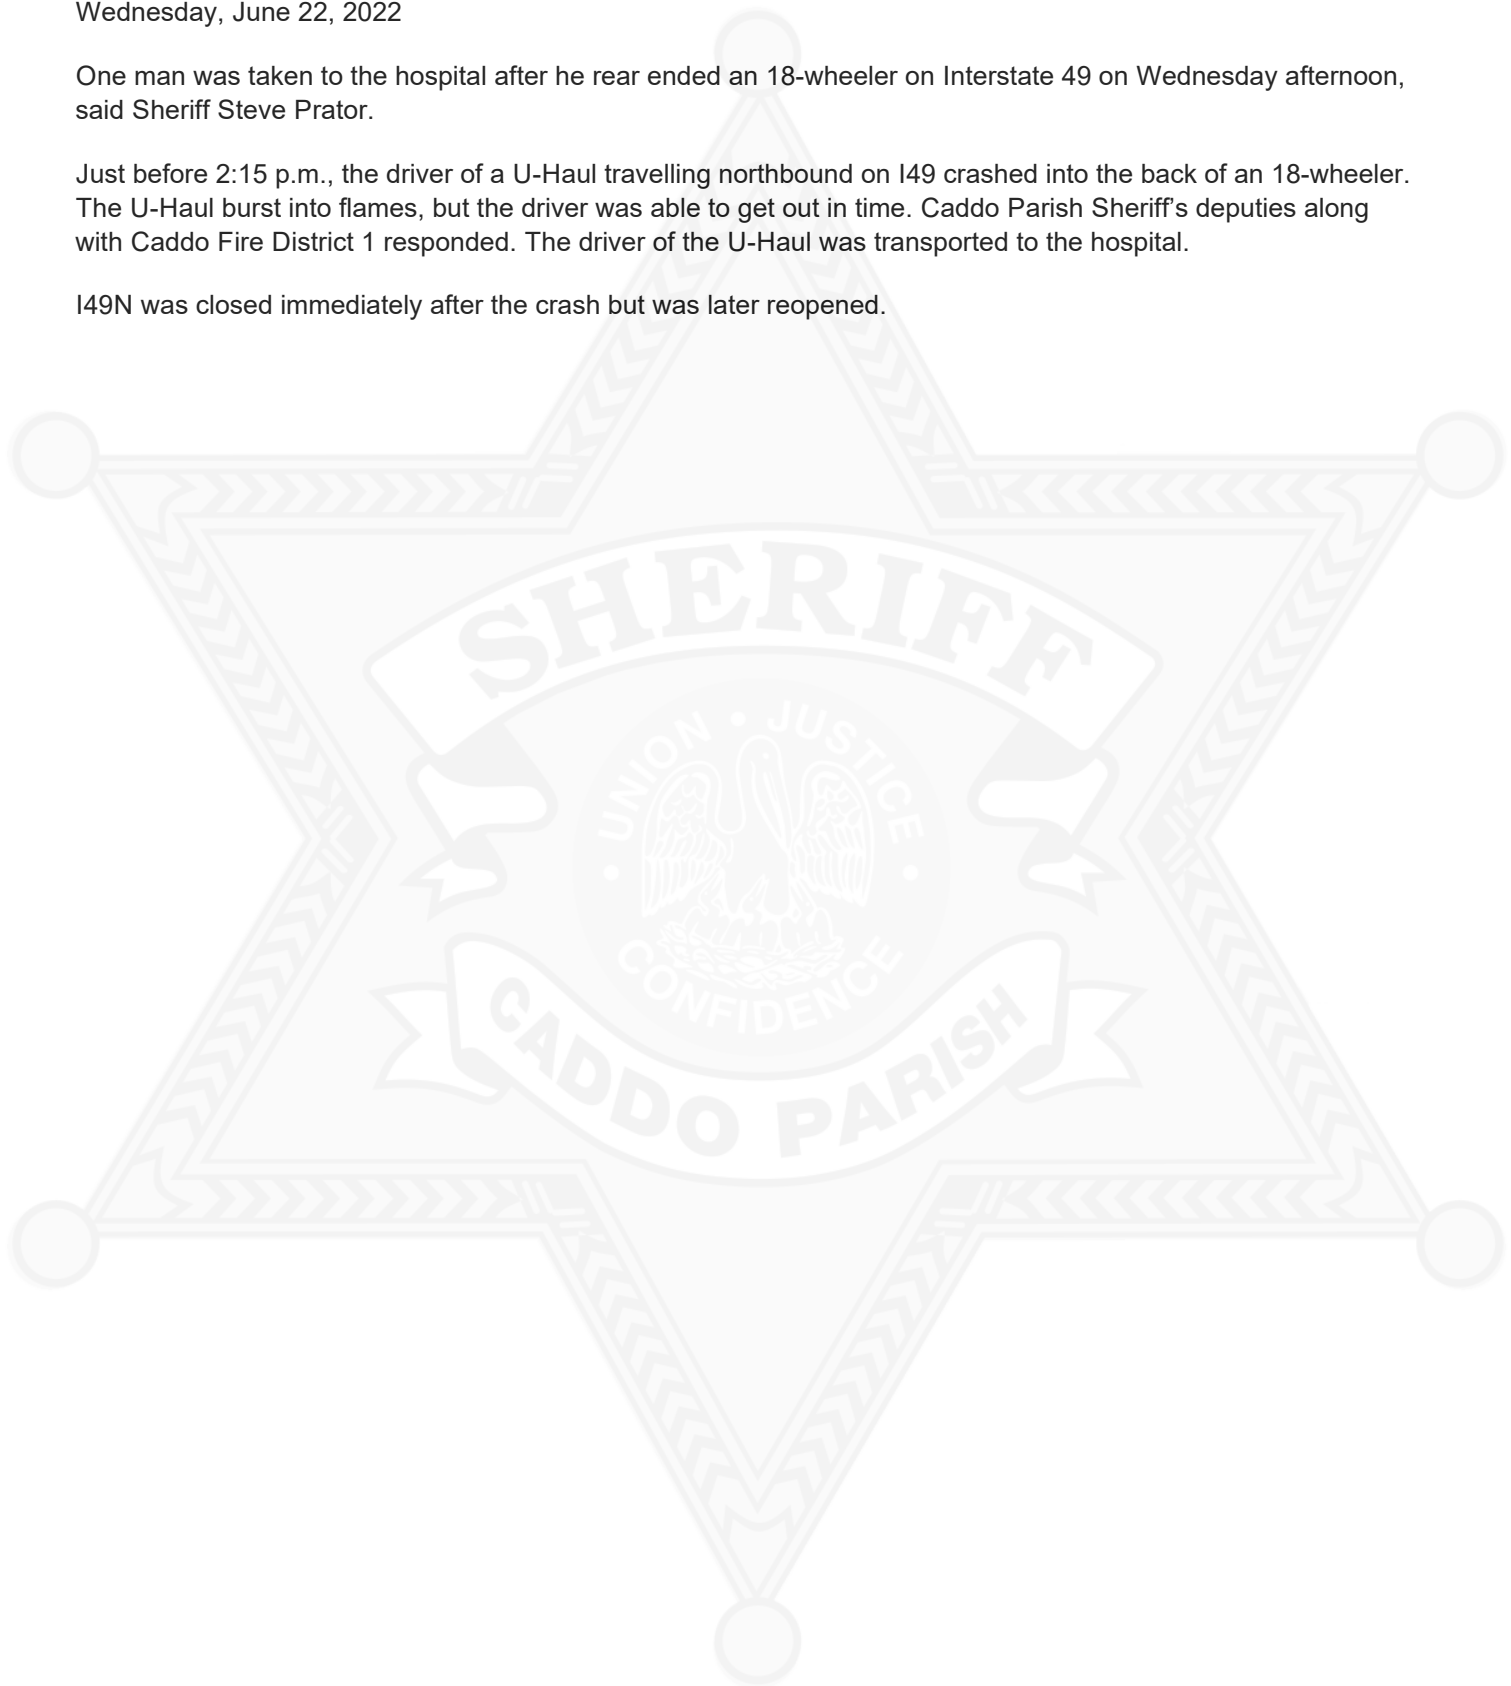 Wednesday, June 22, 2022
One man was taken to the hospital after he rear ended an 18-wheeler on Interstate 49 on Wednesday afternoon,
said Sheriff Steve Prator.
Just before 2:15 p.m., the driver of a U-Haul travelling northbound on I49 crashed into the back of an 18-wheeler.
The U-Haul burst into flames, but the driver was able to get out in time. Caddo Parish Sheriff’s deputies along
with Caddo Fire District 1 responded. The driver of the U-Haul was transported to the hospital.
I49N was closed immediately after the crash but was later reopened.
SHERIFF
UNION • JUSTICE
• CONFIDENCE •
CADDO PARISH